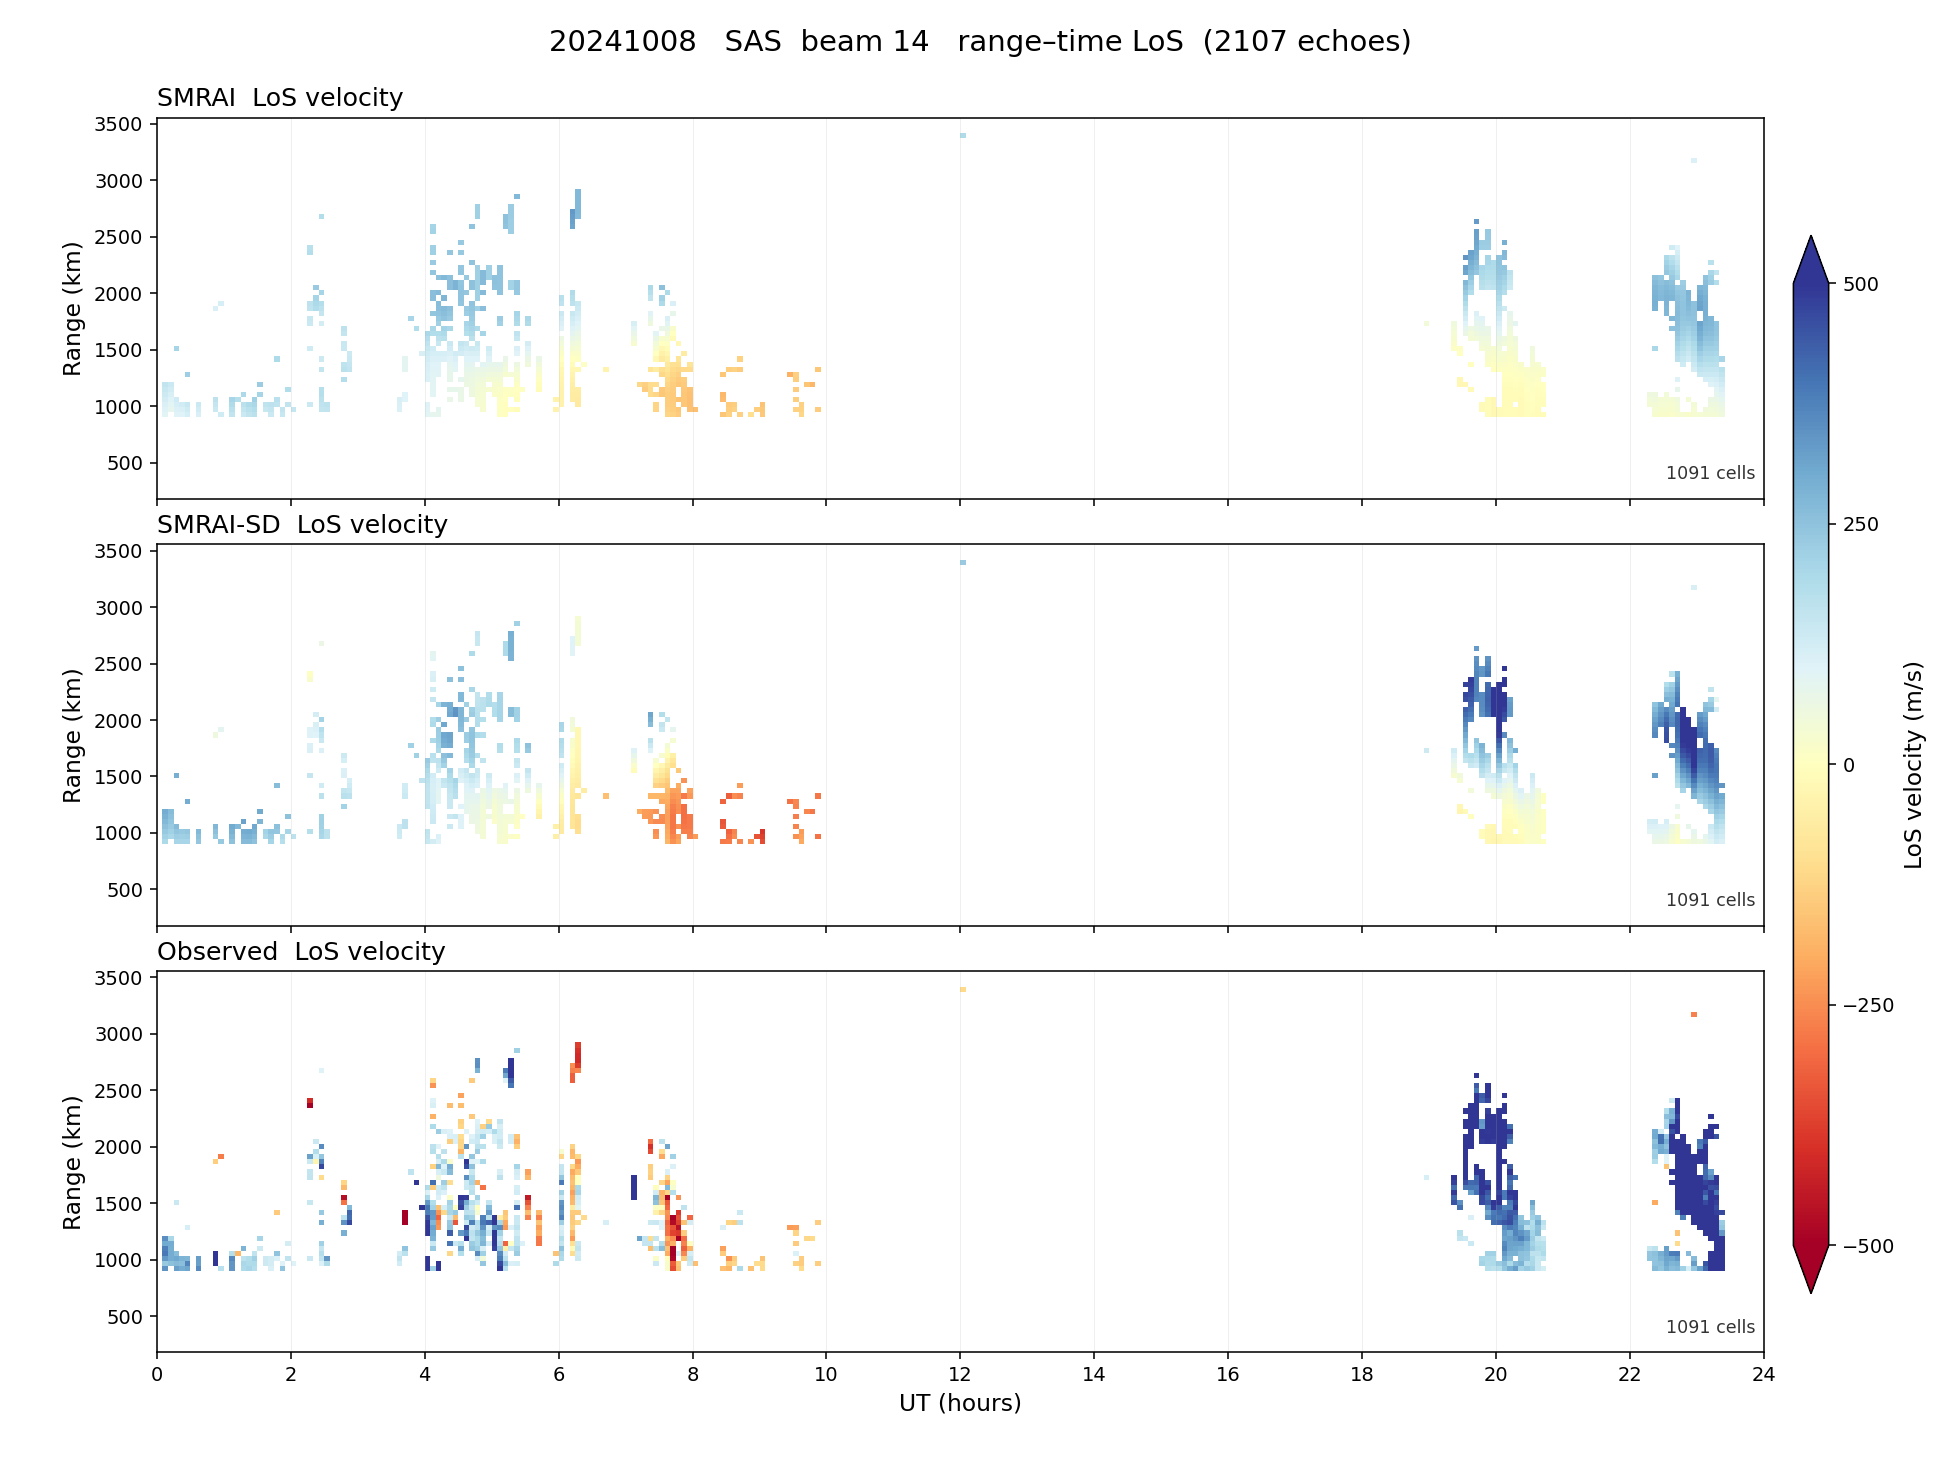 20241008   SAS  beam 14   range–time LoS  (2107 echoes)
SMRAI  LoS velocity
3500
3000
2500
2000
1500
1000
500
Range (km)
1091 cells
SMRAI-SD  LoS velocity
3500
3000
2500
2000
1500
1000
500
Range (km)
1091 cells
Observed  LoS velocity
3500
3000
2500
2000
1500
1000
500
Range (km)
1091 cells
0 2 4 6 8 10 12 14 16 18 20 22 24
UT (hours)
500
250
0
−250
−500
LoS velocity (m/s)